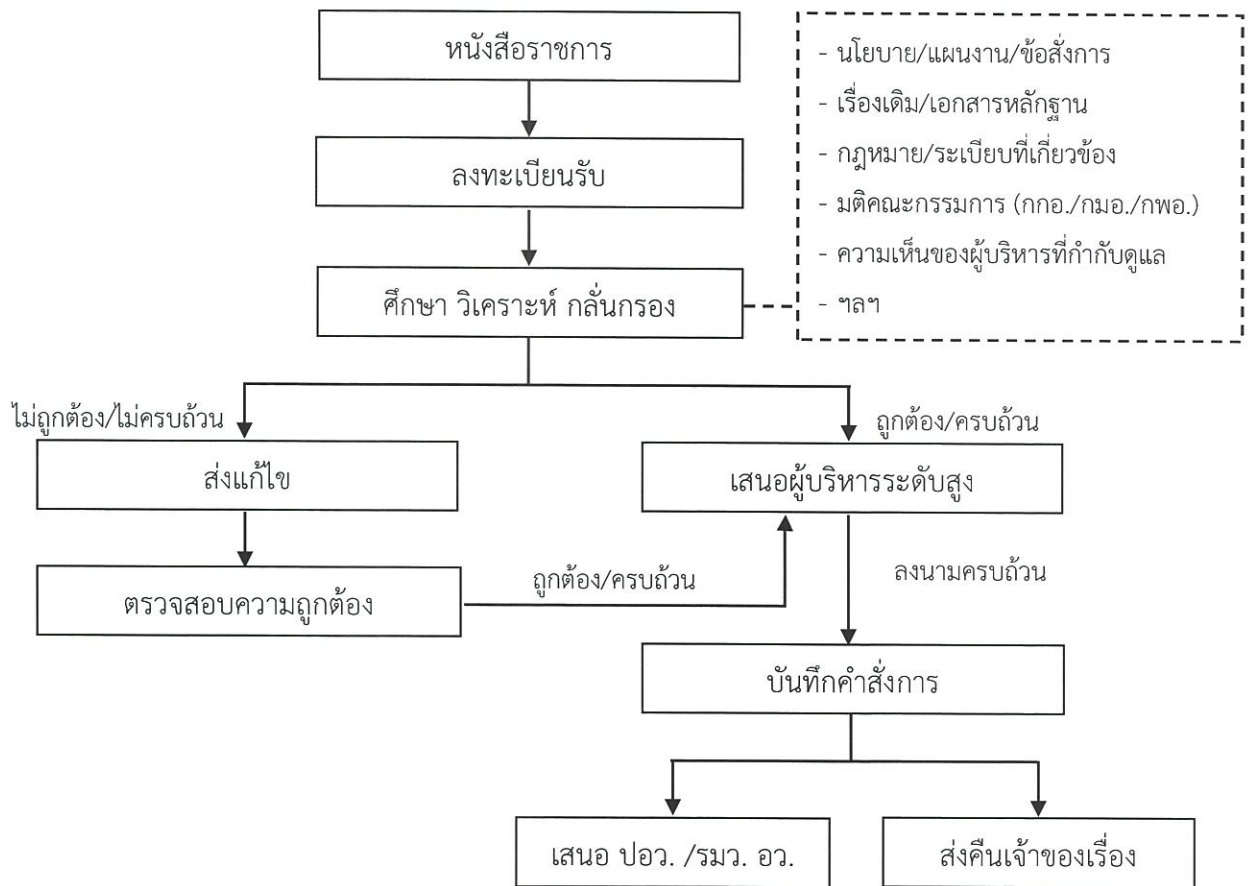 หนังสือราชการ
ลงทะเบียนรับ
ศึกษา วิเคราะห์ กลั่นกรอง
- นโยบาย/แผนงาน/ข้อสั่งการ
- เรื่องเดิม/เอกสารหลักฐาน
- กฎหมาย/ระเบียบที่เกี่ยวข้อง
- มติคณะกรรมการ (กกอ./กมอ./กพอ.)
- ความเห็นของผู้บริหารที่กำกับดูแล
- ฯลฯ
ไม่ถูกต้อง/ไม่ครบถ้วน
ถูกต้อง/ครบถ้วน
ส่งแก้ไข
เสนอผู้บริหารระดับสูง
ตรวจสอบความถูกต้อง
ถูกต้อง/ครบถ้วน
ลงนามครบถ้วน
บันทึกคำสั่งการ
เสนอ ปอว. /รมว. อว.
ส่งคืนเจ้าของเรื่อง